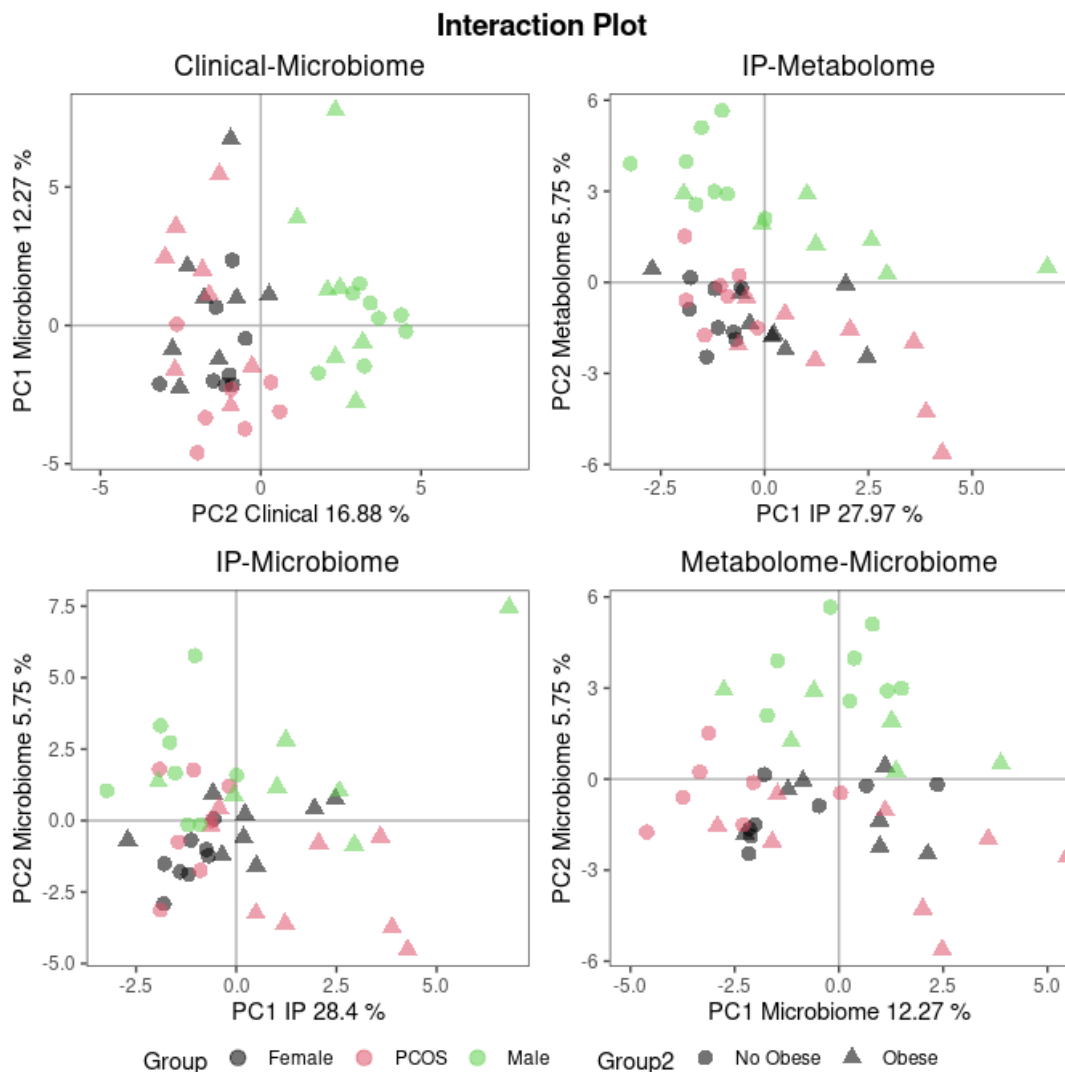 Interaction Plot
Clinical-Microbiome
IP-Metabolome
PC1 Microbiome 12.27 %
5
0
-5
-5 0 5
PC2 Clinical 16.88 %
PC2 Metabolome 5.75 %
6
3
0
-3
-6
-2.5 0.0 2.5 5.0
PC1 IP 27.97 %
IP-Microbiome
Metabolome-Microbiome
PC2 Microbiome 5.75 %
7.5
5.0
2.5
0.0
-2.5
-5.0
-2.5 0.0 2.5 5.0
PC1 IP 28.4 %
PC2 Microbiome 5.75 %
6
3
0
-3
-6
-5.0 -2.5 0.0 2.5 5.0
PC1 Microbiome 12.27 %
Group Female PCOS Male Group2 No Obese Obese